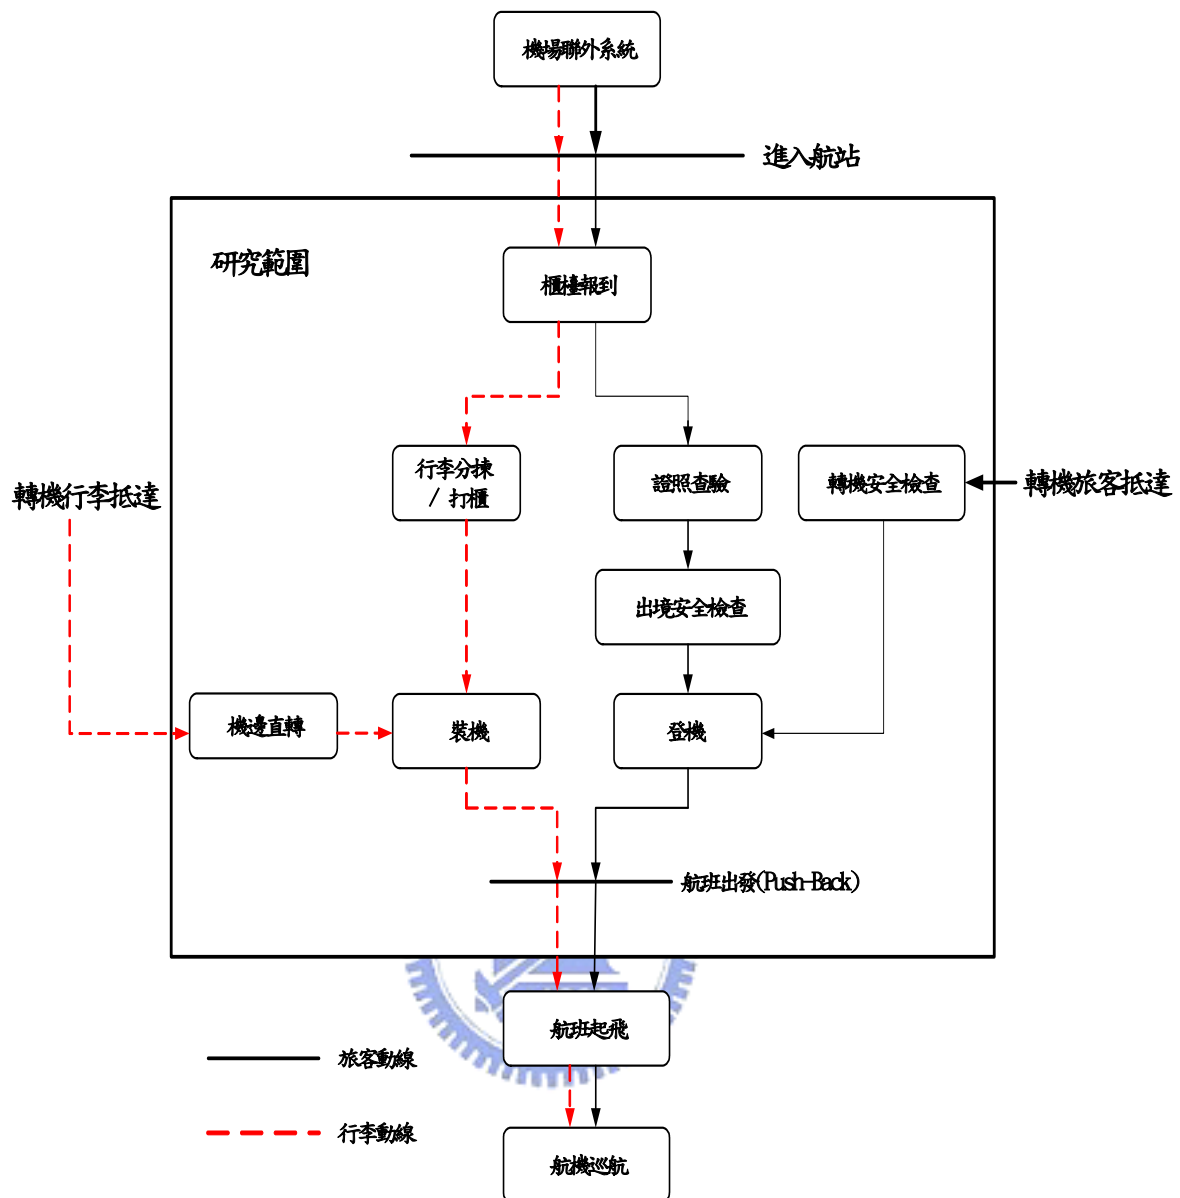 機場聯外系統
進入航站
研究範圍
櫃檯報到
行李分揀
/ 打櫃
證照查驗
轉機安全檢查
轉機行李抵達
轉機旅客抵達
出境安全檢查
機邊直轉
裝機
登機
航班出發(Push-Back)
航班起飛
旅客動線
行李動線
航機巡航